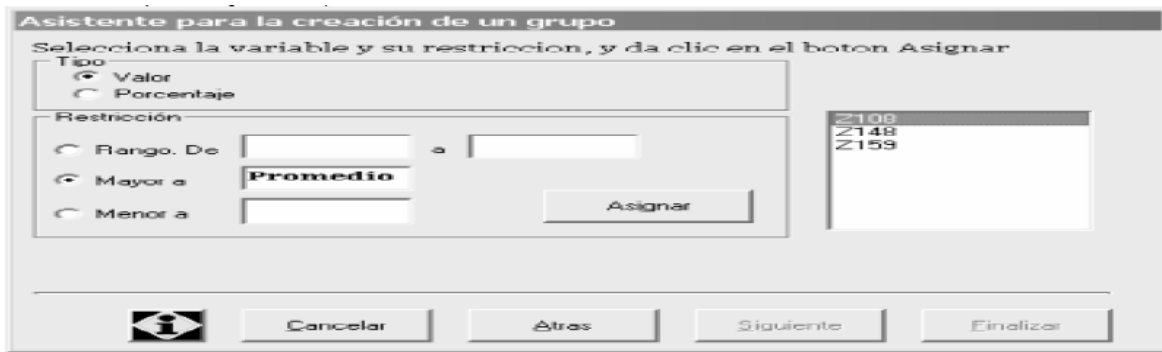 Asistente para la creación de un grupo
Selecciona la variable y su restriccion, y da clic en el boton Asignar
Tipo
Valor
Porcentaje
Restricción
Rango. De a
Mayor a Promedio
Menor a
Asignar
Z108
Z148
Z159
Cancelar Atras Siguiente Finalizar